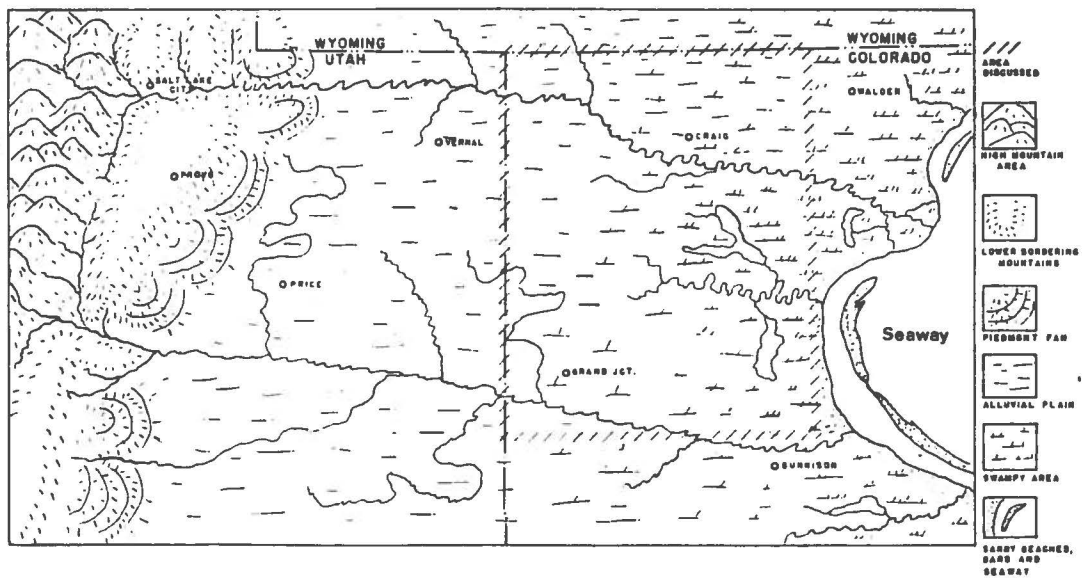 WYOMING
UTAH
WYOMING
COLORADO
SALT LAKE
CITY
WALDER
VERNAL
CRAIG
PROVO
PRICE
GRAND JCT.
GUNNISON
Seaway
AREA
DISCUSSED
HIGH MOUNTAIN
AREA
LOWER BORDERING
MOUNTAINS
PIEDMONT FAN
ALLUVIAL PLAIN
SWAMPY AREA
SANDY BEACHES,
BARS AND
SEAWAY